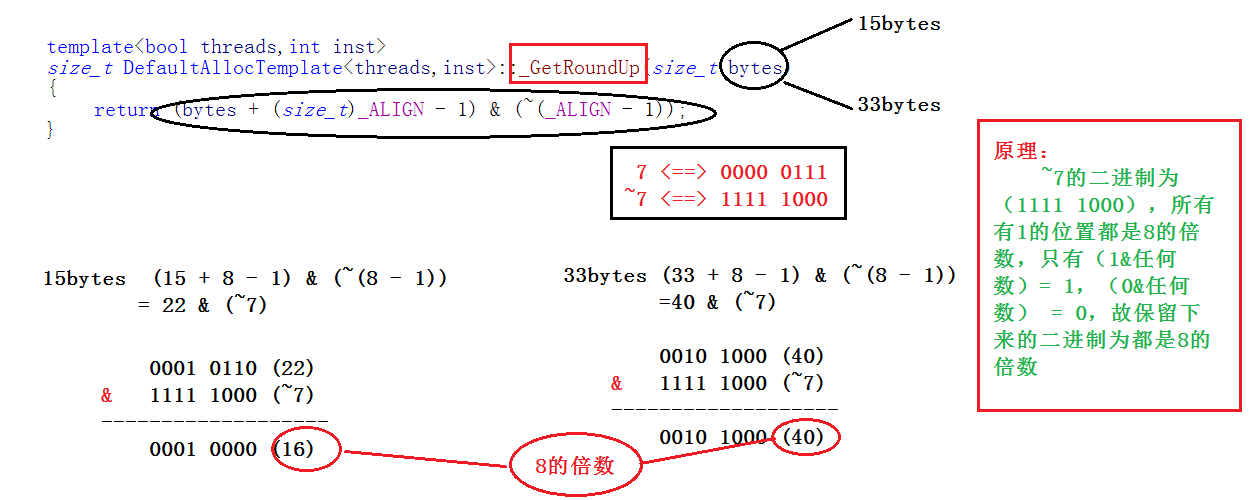 15bytes
template<bool threads,int inst>
size_t DefaultAllocTemplate<threads,inst>::_GetRoundUp(size_t bytes
{
return (bytes + (size_t)_ALIGN - 1) & (~(_ALIGN - 1));
}
33bytes
7 <==> 0000 0111
~7 <==> 1111 1000
原理：
~7的二进制为
（1111 1000），所有
有1的位置都是8的倍
数，只有（1&任何
数）= 1，（0&任何
数） = 0，故保留下
来的二进制为都是8的
倍数
15bytes (15 + 8 - 1) & (~(8 - 1))
= 22 & (~7)
0001 0110 (22)
& 1111 1000 (~7)
-------------------
0001 0000 (16)
33bytes (33 + 8 - 1) & (~(8 - 1))
=40 & (~7)
0010 1000 (40)
& 1111 1000 (~7)
-------------------
0010 1000 (40)
8的倍数